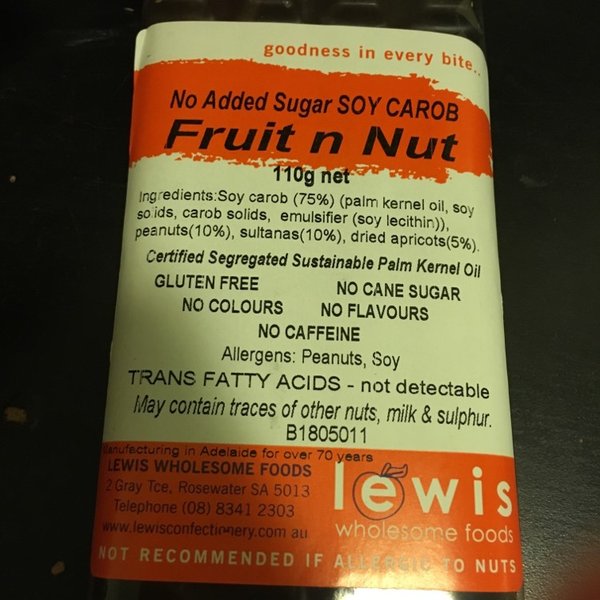 goodness in every bite..
No Added Sugar SOY CAROB
Fruit n Nut
110g net
Ingredients:Soy carob (75%) (palm kernel oil, soy
solids, carob solids, emulsifier (soy lecithin)),
peanuts(10%), sultanas(10%), dried apricots(5%).
Certified Segregated Sustainable Palm Kernel Oil
GLUTEN FREE NO CANE SUGAR
NO COLOURS NO FLAVOURS
NO CAFFEINE
Allergens: Peanuts, Soy
TRANS FATTY ACIDS - not detectable
May contain traces of other nuts, milk & sulphur.
B1805011
Manufacturing in Adelaide for over 70 years
LEWIS WHOLESOME FOODS
2 Gray Tce, Rosewater SA 5013
Telephone (08) 8341 2303
www.lewisconfectionery.com.au
lewis
wholesome foods
NOT RECOMMENDED IF ALLERGIC TO NUTS